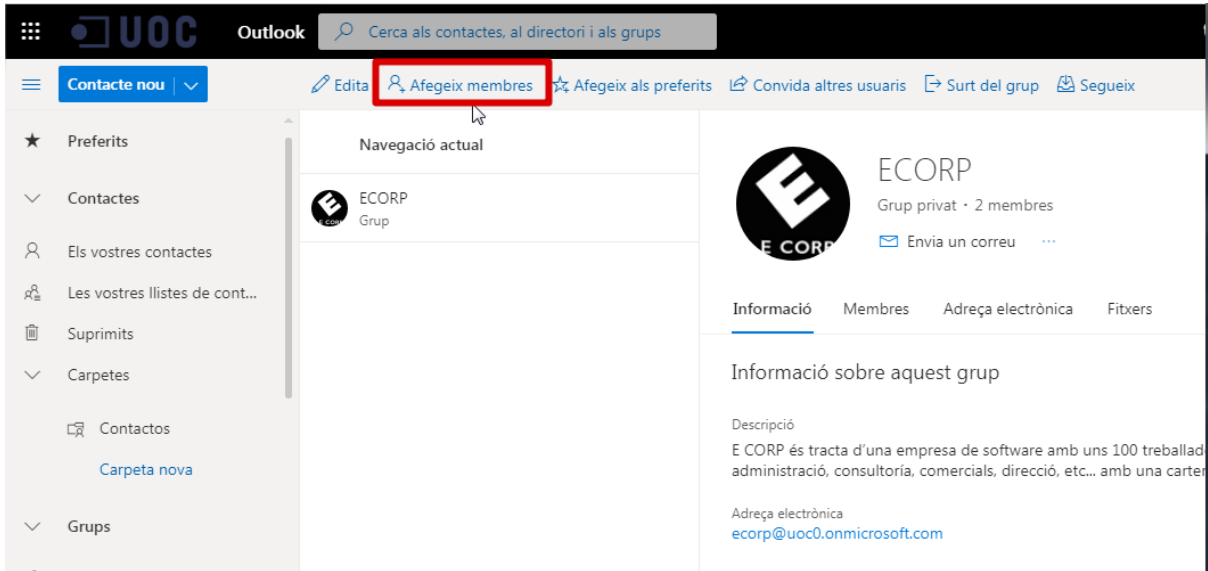 UOC
Outlook
Cerca als contactes, al directori i als grups
Contacte nou
Edita
Afegeix membres
Afegeix als preferits
Convida altres usuaris
Surt del grup
Segueix
Preferits
Contactes
Els vostres contactes
Les vostres llistes de cont...
Suprimits
Carpetes
Contactos
Carpeta nova
Grups
Navegació actual
E CORP
ECORP
Grup
E CORP
ECORP
Grup privat · 2 membres
Envia un correu ...
Informació Membres Adreça electrònica Fitxers
Informació sobre aquest grup
Descripció
E CORP és tracta d'una empresa de software amb uns 100 treballad
administració, consultoría, comercials, direcció, etc... amb una carter
Adreça electrònica
ecorp@uoc0.onmicrosoft.com